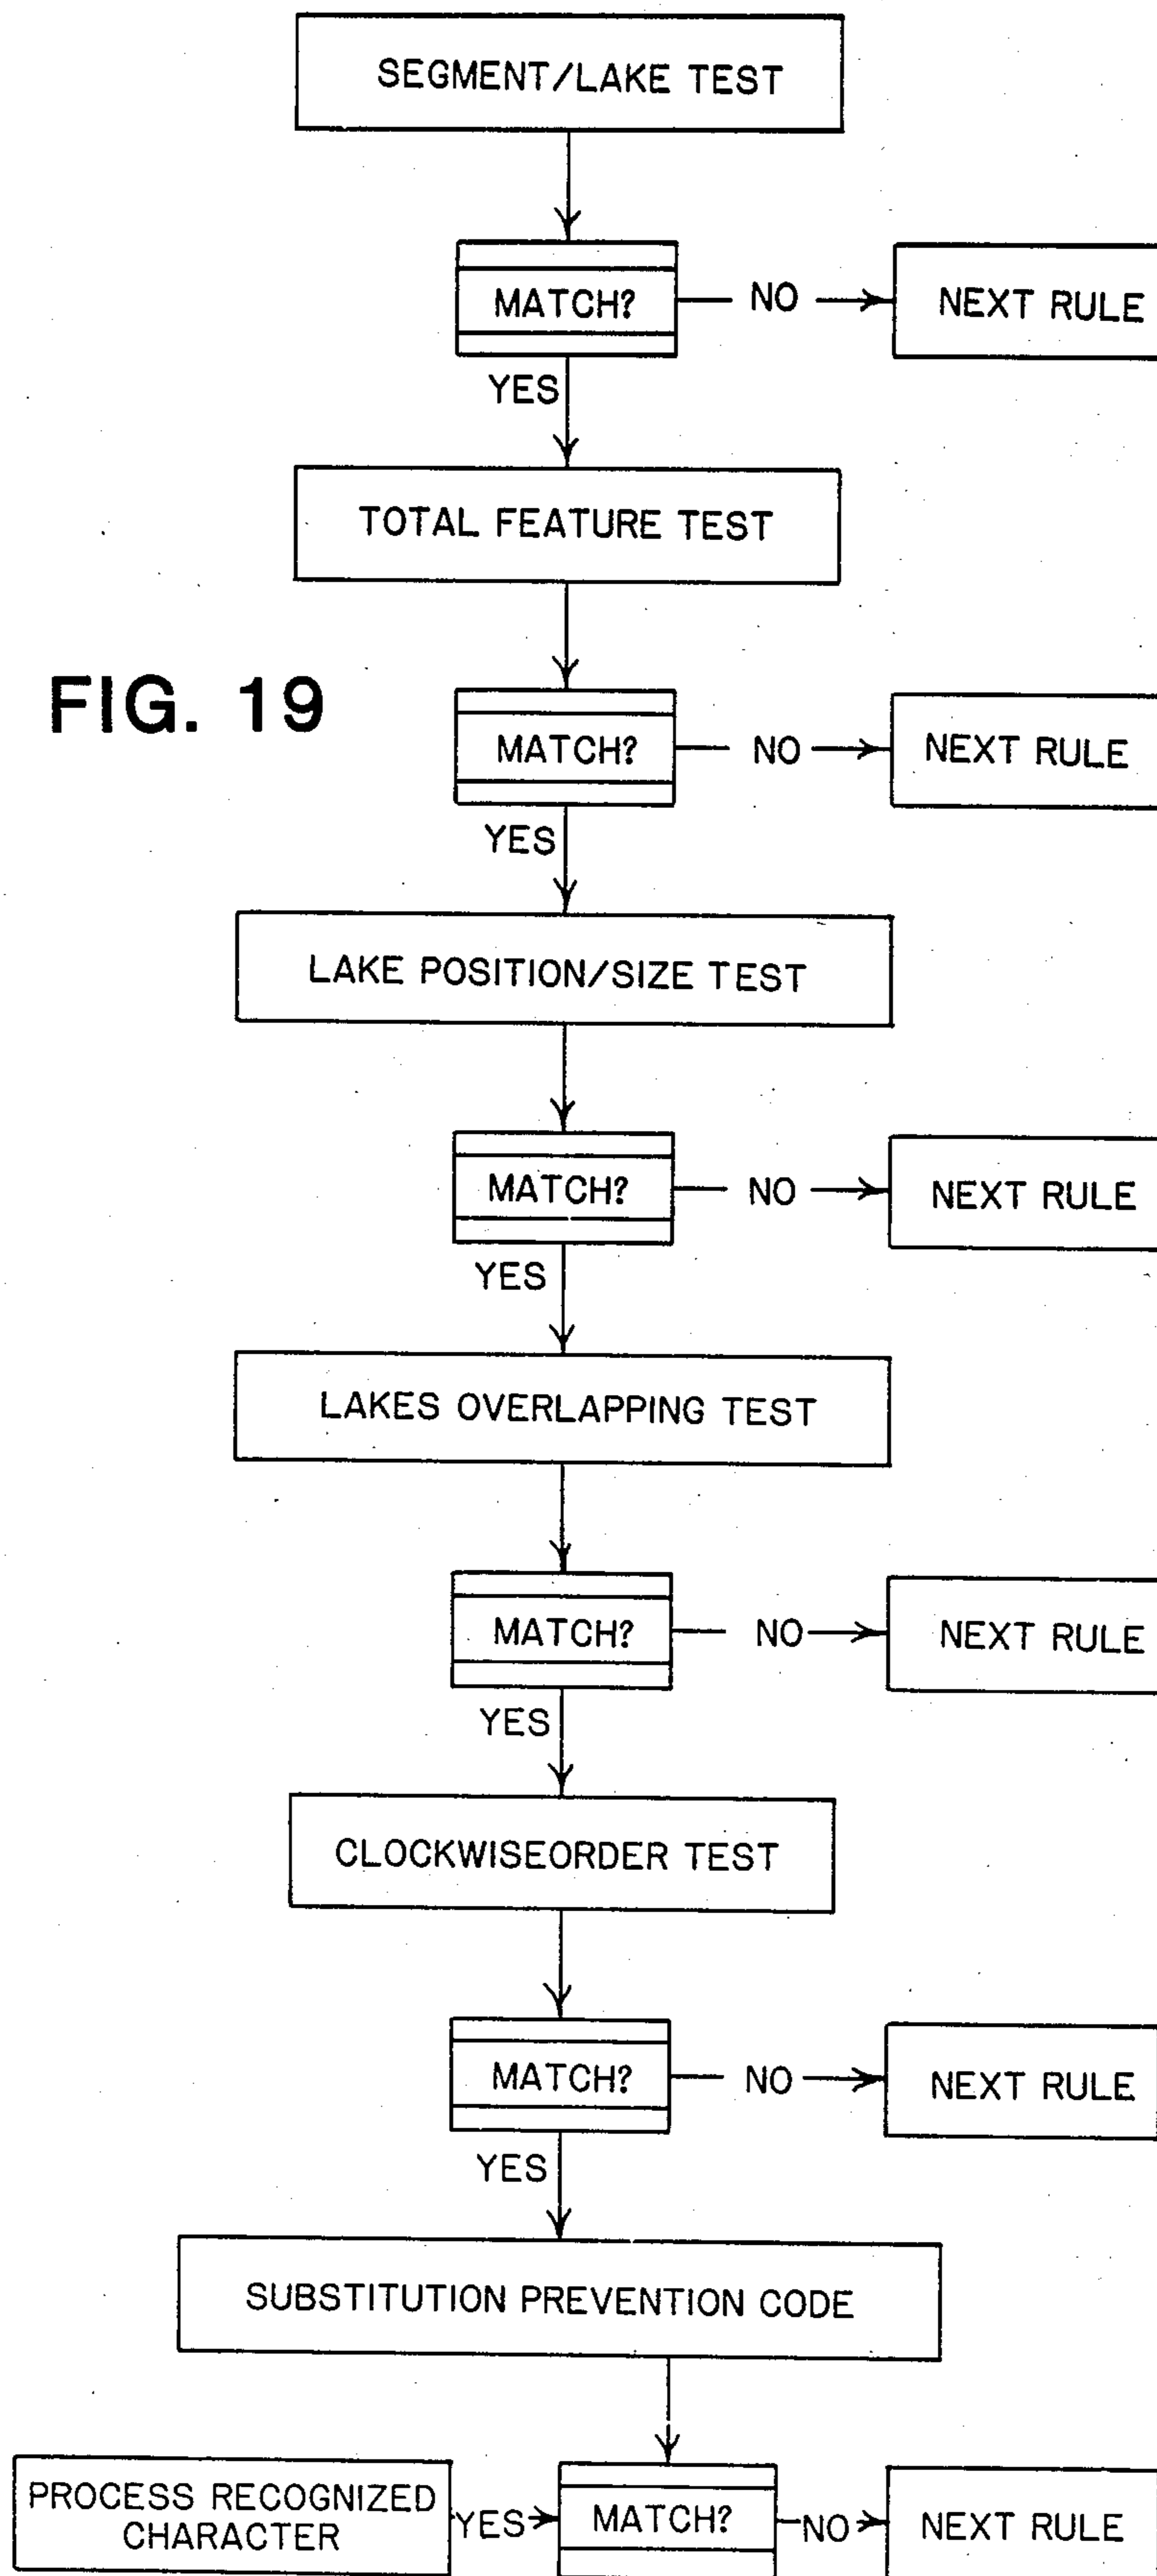 SEGMENT/LAKE TEST
MATCH?
NO
NEXT RULE
YES
TOTAL FEATURE TEST
FIG. 19
MATCH?
NO
NEXT RULE
YES
LAKE POSITION/SIZE TEST
MATCH?
NO
NEXT RULE
YES
LAKES OVERLAPPING TEST
MATCH?
NO
NEXT RULE
YES
CLOCKWISEORDER TEST
MATCH?
NO
NEXT RULE
YES
SUBSTITUTION PREVENTION CODE
PROCESS RECOGNIZED
CHARACTER
YES
MATCH?
NO
NEXT RULE